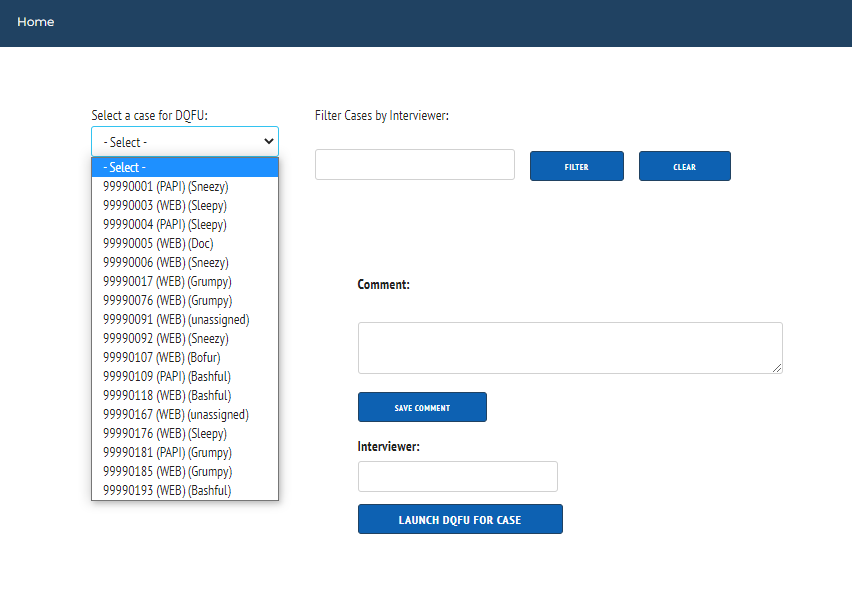 Home
Select a case for DQFU:
- Select -
- Select -
99990001 (PAPI) (Sneezy)
99990003 (WEB) (Sleepy)
99990004 (PAPI) (Sleepy)
99990005 (WEB) (Doc)
99990006 (WEB) (Sneezy)
99990017 (WEB) (Grumpy)
99990076 (WEB) (Grumpy)
99990091 (WEB) (unassigned)
99990092 (WEB) (Sneezy)
99990107 (WEB) (Bofur)
99990109 (PAPI) (Bashful)
99990118 (WEB) (Bashful)
99990167 (WEB) (unassigned)
99990176 (WEB) (Sleepy)
99990181 (PAPI) (Grumpy)
99990185 (WEB) (Grumpy)
99990193 (WEB) (Bashful)
Filter Cases by Interviewer:
FILTER
CLEAR
Comment:
SAVE COMMENT
Interviewer:
LAUNCH DQFU FOR CASE